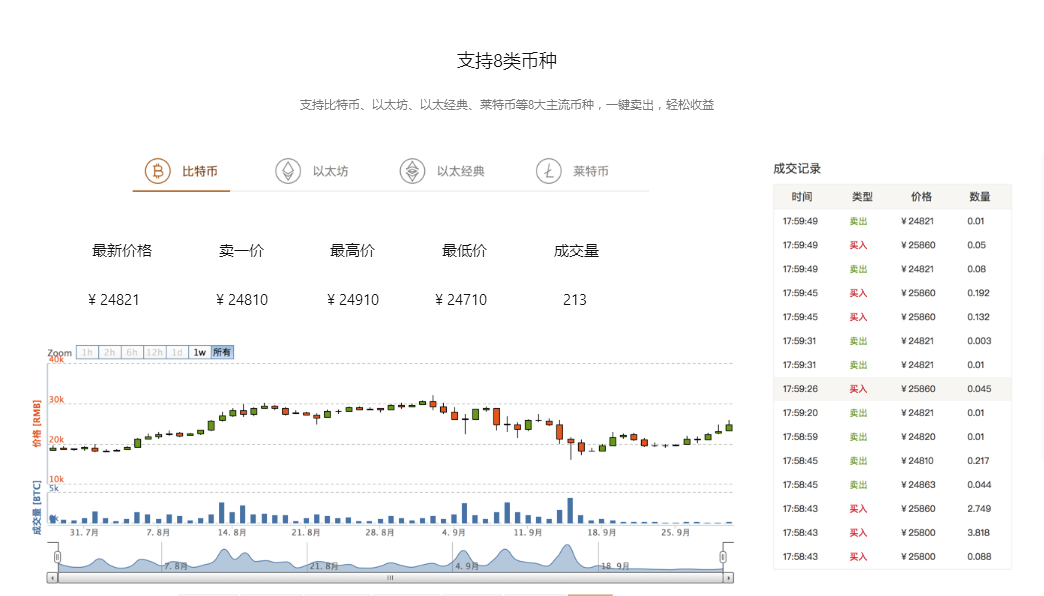 支持8类币种
支持比特币、以太坊、以太经典、莱特币等8大主流币种，一键卖出，轻松收益
比特币 以太坊 以太经典 莱特币
最新价格 卖一价 最高价 最低价 成交量
¥ 24821 ¥ 24810 ¥ 24910 ¥ 24710 213
Zoom 1h 2h 6h 12h 1d 1w 所有
40k
30k
20k
10k
价格 [RMB]
5k
成交量 [BTC]
31. 7月 7. 8月 14. 8月 21. 8月 28. 8月 4. 9月 11. 9月 18. 9月 25. 9月
7. 8月 21. 8月 4. 9月 18. 9月
成交记录
时间 类型 价格 数量
17:59:49 卖出 ¥ 24821 0.01
17:59:49 买入 ¥ 25860 0.05
17:59:49 卖出 ¥ 24821 0.08
17:59:45 买入 ¥ 25860 0.192
17:59:45 买入 ¥ 25860 0.132
17:59:31 卖出 ¥ 24821 0.003
17:59:31 卖出 ¥ 24821 0.01
17:59:26 买入 ¥ 25860 0.045
17:59:20 卖出 ¥ 24821 0.01
17:58:59 卖出 ¥ 24820 0.01
17:58:45 卖出 ¥ 24810 0.217
17:58:45 卖出 ¥ 24863 0.044
17:58:43 买入 ¥ 25860 2.749
17:58:43 买入 ¥ 25800 3.818
17:58:43 买入 ¥ 25800 0.088